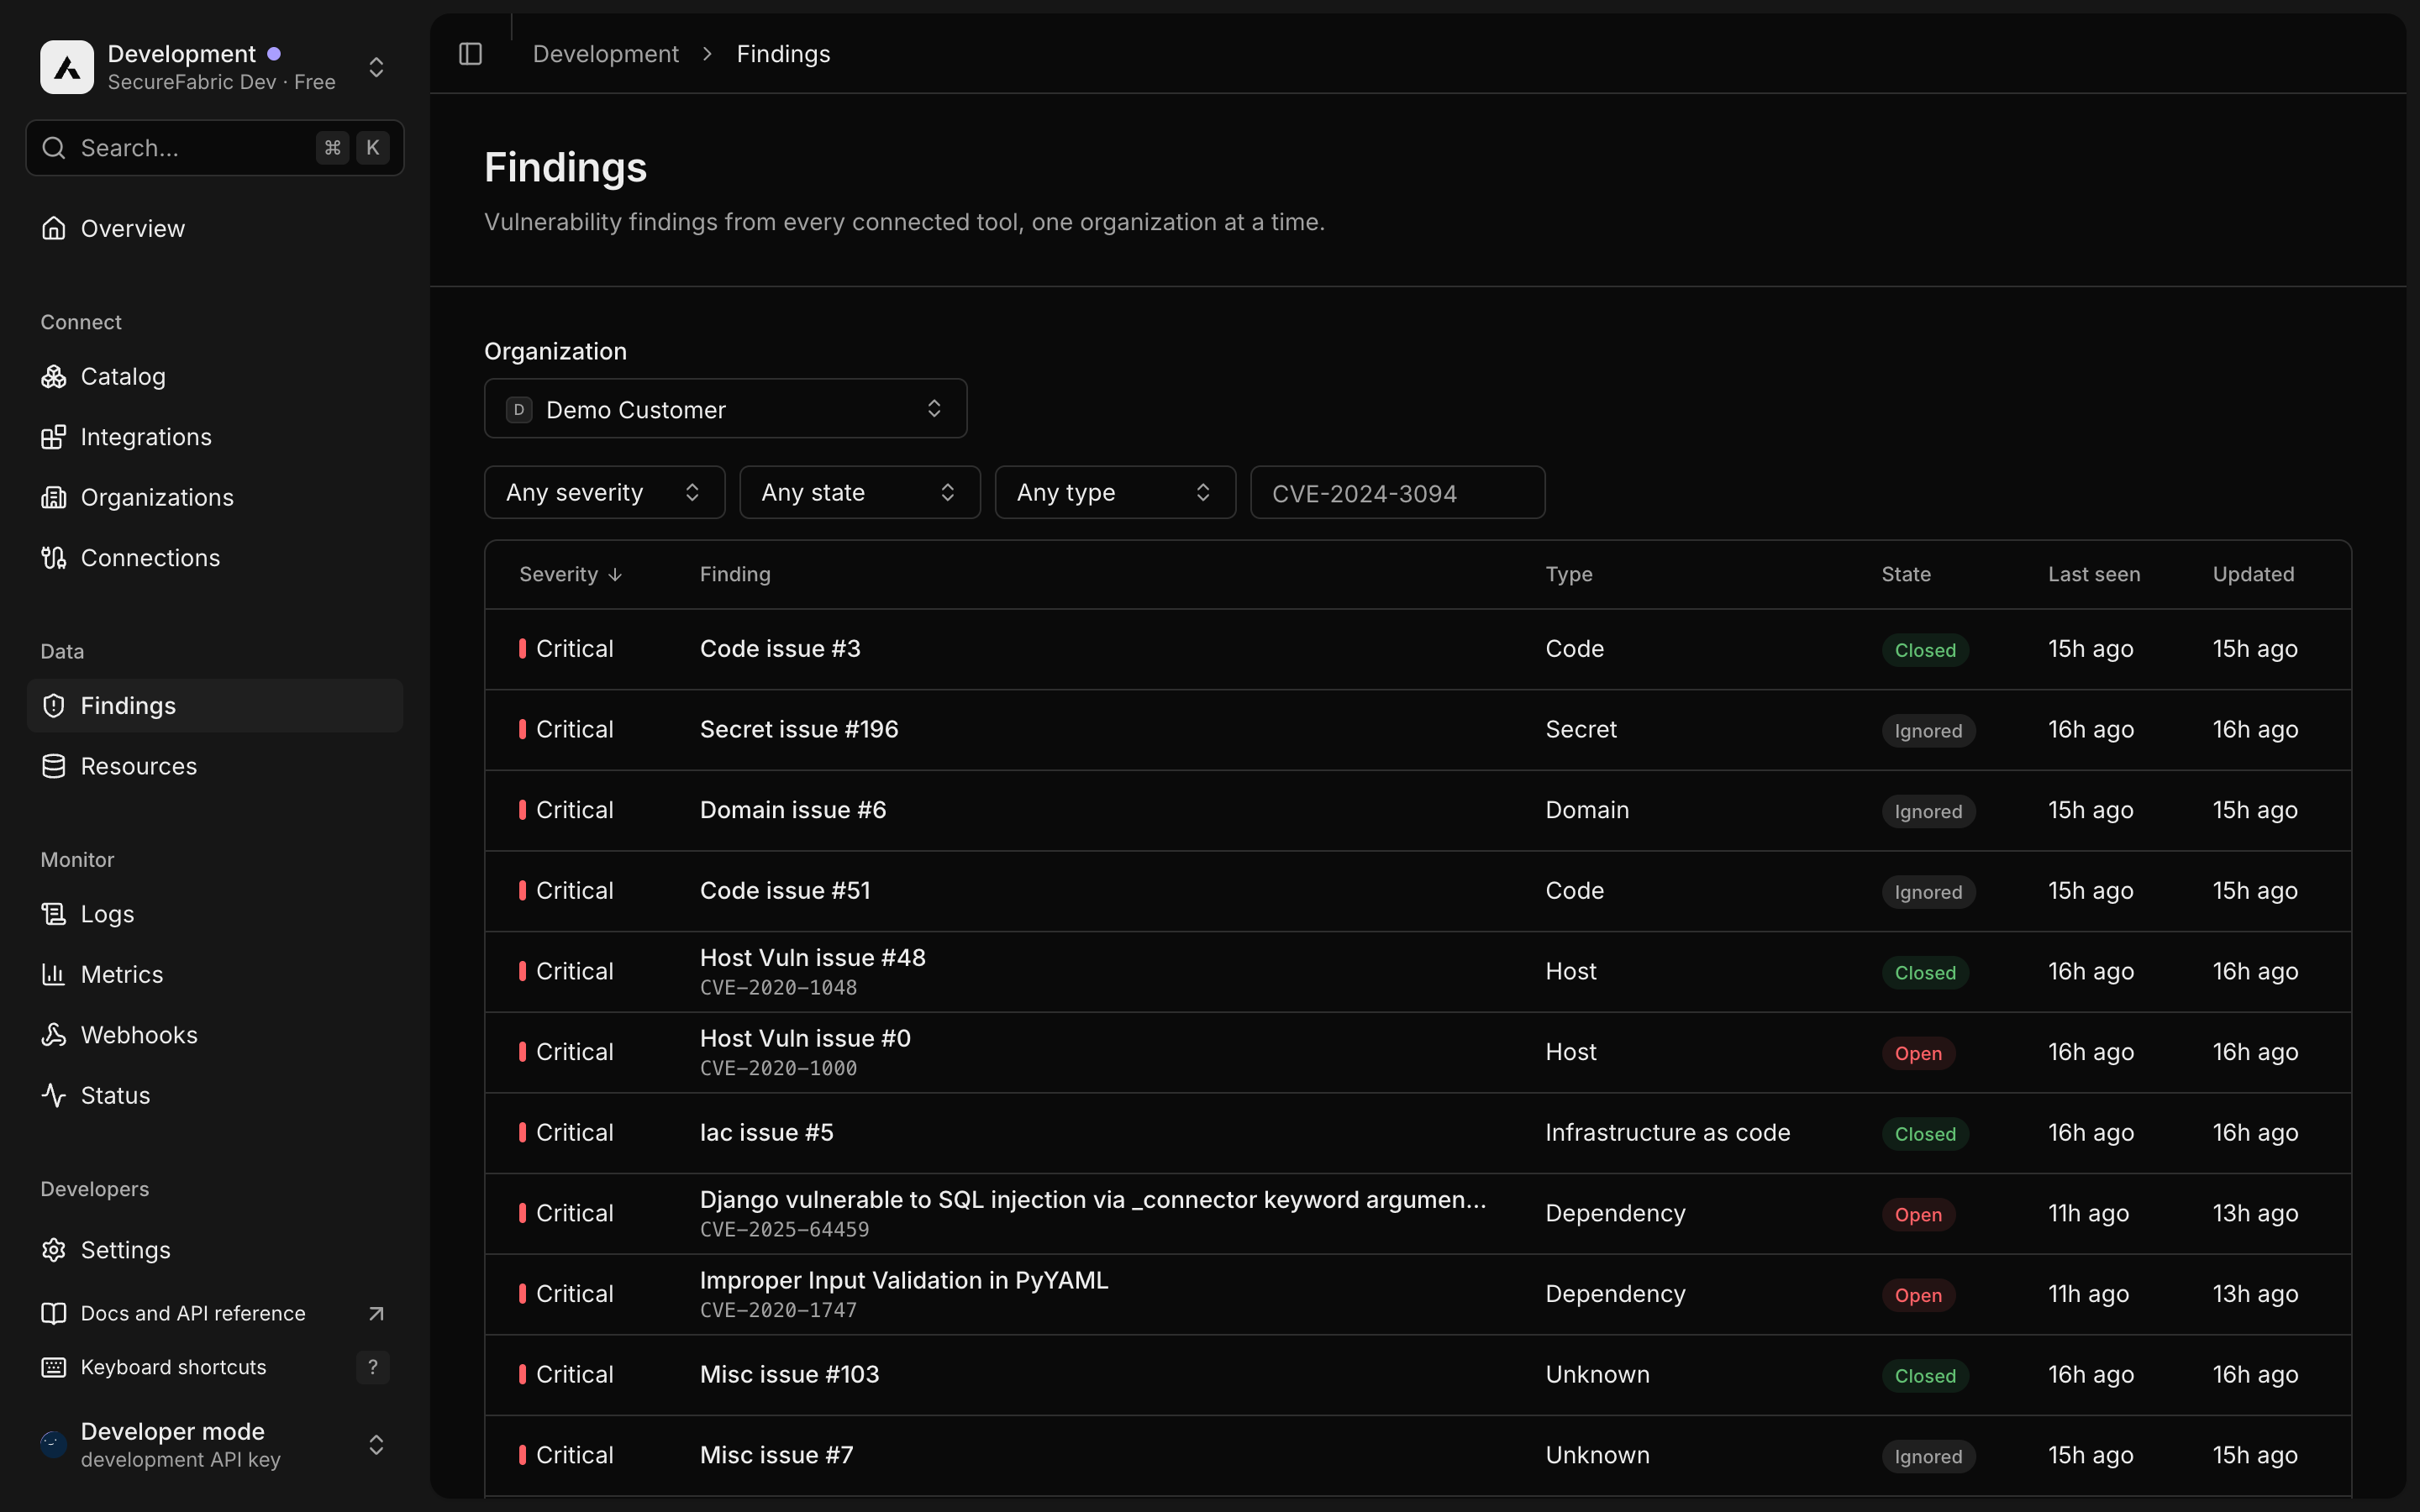 Development
SecureFabric Dev · Free
Search...
⌘ K
Overview
Connect
Catalog
Integrations
Organizations
Connections
Data
Findings
Resources
Monitor
Logs
Metrics
Webhooks
Status
Developers
Settings
Docs and API reference
Keyboard shortcuts ?
Developer mode
development API key
Development > Findings
Findings
Vulnerability findings from every connected tool, one organization at a time.
Organization
D Demo Customer
Any severity Any state Any type CVE-2024-3094
Severity ↓ Finding Type State Last seen Updated
Critical Code issue #3 Code Closed 15h ago 15h ago
Critical Secret issue #196 Secret Ignored 16h ago 16h ago
Critical Domain issue #6 Domain Ignored 15h ago 15h ago
Critical Code issue #51 Code Ignored 15h ago 15h ago
Critical Host Vuln issue #48 Host Closed 16h ago 16h ago
CVE-2020-1048
Critical Host Vuln issue #0 Host Open 16h ago 16h ago
CVE-2020-1000
Critical Iac issue #5 Infrastructure as code Closed 16h ago 16h ago
Critical Django vulnerable to SQL injection via _connector keyword argumen... Dependency Open 11h ago 13h ago
CVE-2025-64459
Critical Improper Input Validation in PyYAML Dependency Open 11h ago 13h ago
CVE-2020-1747
Critical Misc issue #103 Unknown Closed 16h ago 16h ago
Critical Misc issue #7 Unknown Ignored 15h ago 15h ago